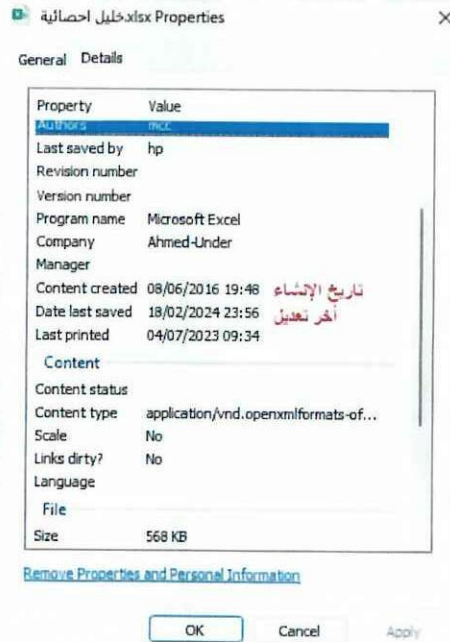 خليل احصائية.xlsx Properties
General Details
Property Value
Authors mcc
Last saved by hp
Revision number
Version number
Program name Microsoft Excel
Company Ahmed-Under
Manager
Content created 08/06/2016 19:48 تاريخ الإنشاء
Date last saved 18/02/2024 23:56 أخر تعديل
Last printed 04/07/2023 09:34
Content
Content status
Content type application/vnd.openxmlformats-of...
Scale No
Links dirty? No
Language
File
Size 568 KB
Remove Properties and Personal Information
OK Cancel Apply